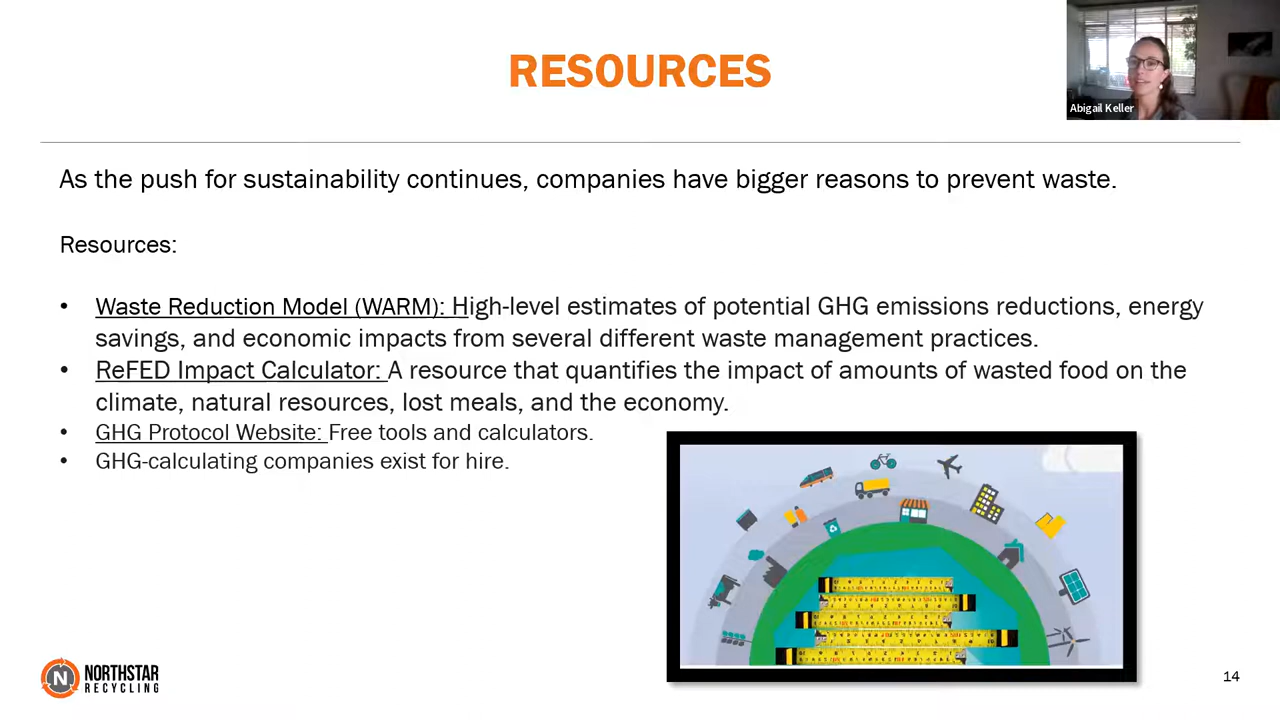 RESOURCES
Abigail Keller
As the push for sustainability continues, companies have bigger reasons to prevent waste.
Resources:
• Waste Reduction Model (WARM): High-level estimates of potential GHG emissions reductions, energy
savings, and economic impacts from several different waste management practices.
• ReFED Impact Calculator: A resource that quantifies the impact of amounts of wasted food on the
climate, natural resources, lost meals, and the economy.
• GHG Protocol Website: Free tools and calculators.
• GHG-calculating companies exist for hire.
N
NORTHSTAR
RECYCLING
14